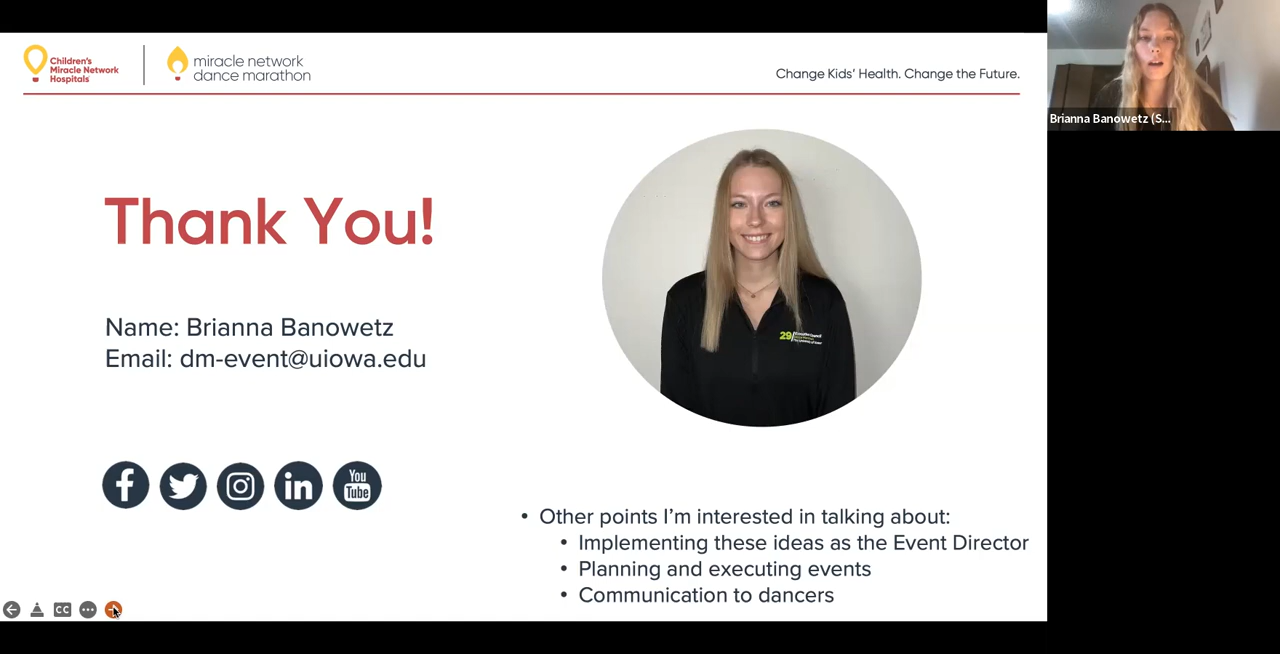 Children's
Miracle Network
Hospitals
miracle network
dance marathon
Change Kids' Health. Change the Future.
Brianna Banowetz (S...
Thank You!
29
Name: Brianna Banowetz
Email: dm-event@uiowa.edu
You
Tube
• Other points I'm interested in talking about:
• Implementing these ideas as the Event Director
• Planning and executing events
• Communication to dancers
CC